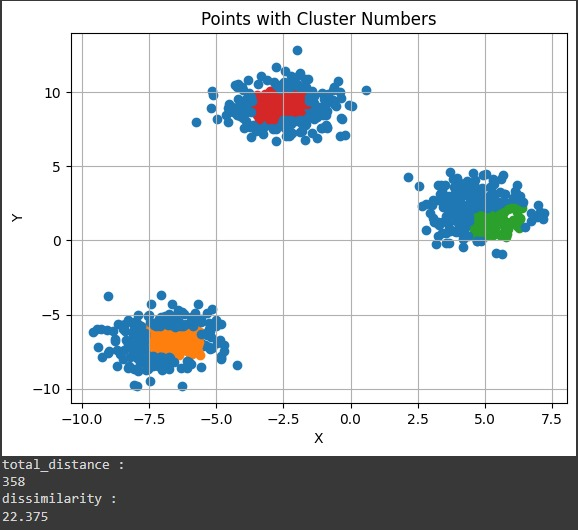 Points with Cluster Numbers
10
5
0
−5
−10
Y
−10.0 −7.5 −5.0 −2.5 0.0 2.5 5.0 7.5
X
total_distance :
358
dissimilarity :
22.375